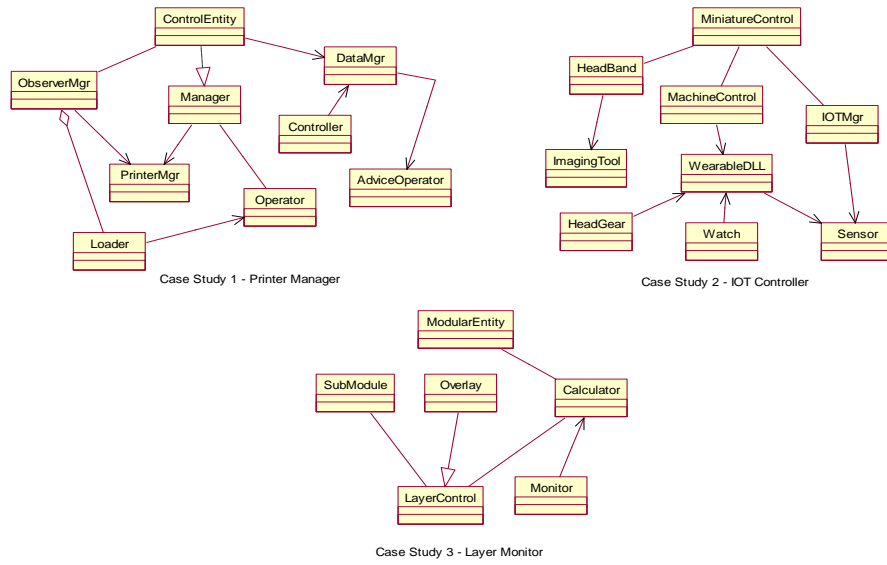 ControlEntity
DataMgr
ObserverMgr
Manager
Controller
PrinterMgr
AdviceOperator
Operator
Loader
Case Study 1 - Printer Manager
MiniatureControl
HeadBand
MachineControl
IOTMgr
ImagingTool
WearableDLL
HeadGear
Watch
Sensor
Case Study 2 - IOT Controller
ModularEntity
SubModule
Overlay
Calculator
LayerControl
Monitor
Case Study 3 - Layer Monitor